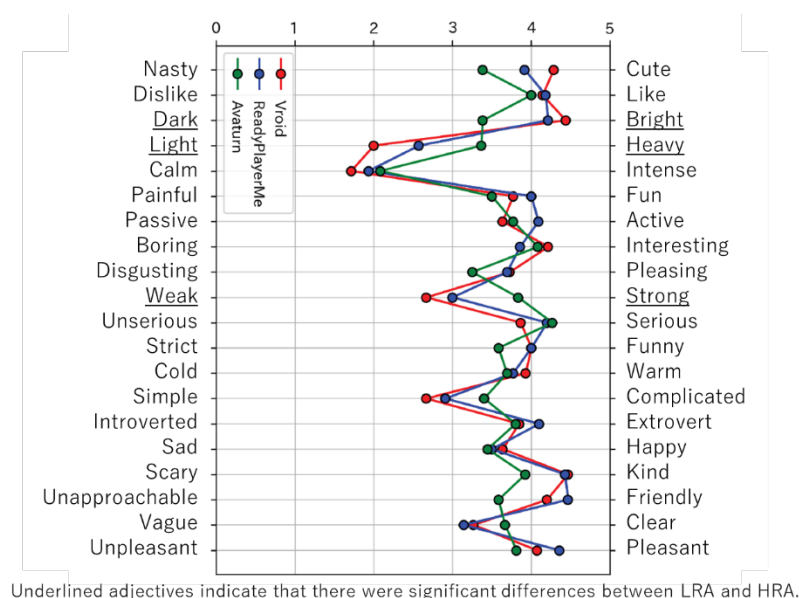 0 1 2 3 4 5
Vroid
ReadyPlayerMe
Avaturn
Nasty Cute
Dislike Like
Dark Bright
Light Heavy
Calm Intense
Painful Fun
Passive Active
Boring Interesting
Disgusting Pleasing
Weak Strong
Unserious Serious
Strict Funny
Cold Warm
Simple Complicated
Introverted Extrovert
Sad Happy
Scary Kind
Unapproachable Friendly
Vague Clear
Unpleasant Pleasant
Underlined adjectives indicate that there were significant differences between LRA and HRA.